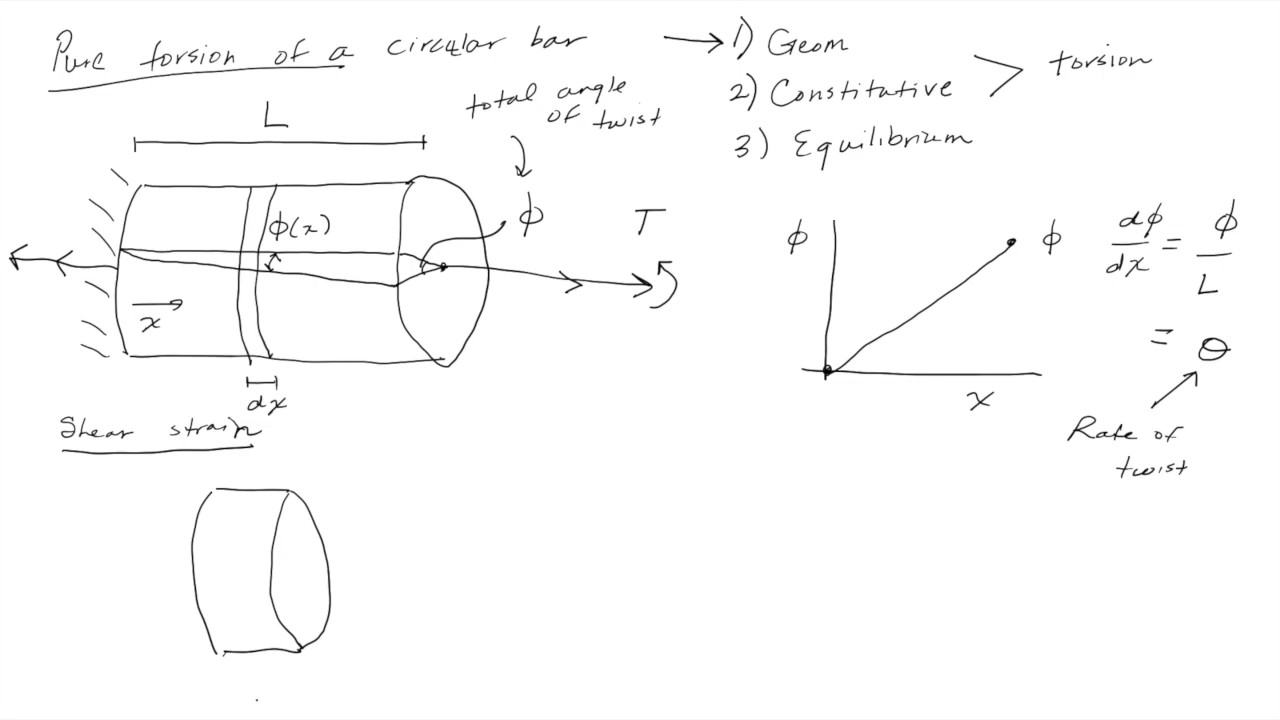 Pure torsion of a circular bar
1) Geom
2) Constitative
3) Equilibrium
torsion
total angle
of twist
L
ϕ(x)
ϕ
T
x
dx
ϕ
ϕ
x
dϕ/dx = ϕ/L
= θ
Rate of
twist
Shear strain